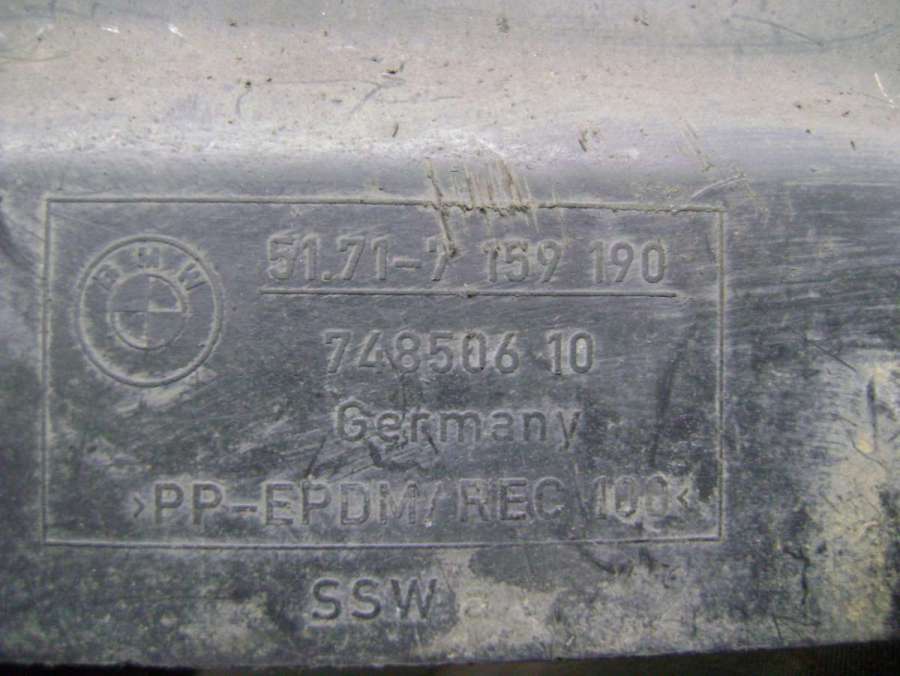 BMW
51.71-7 159 190
748506 10
Germany
>PP-EPDM/REC 100<
SSW